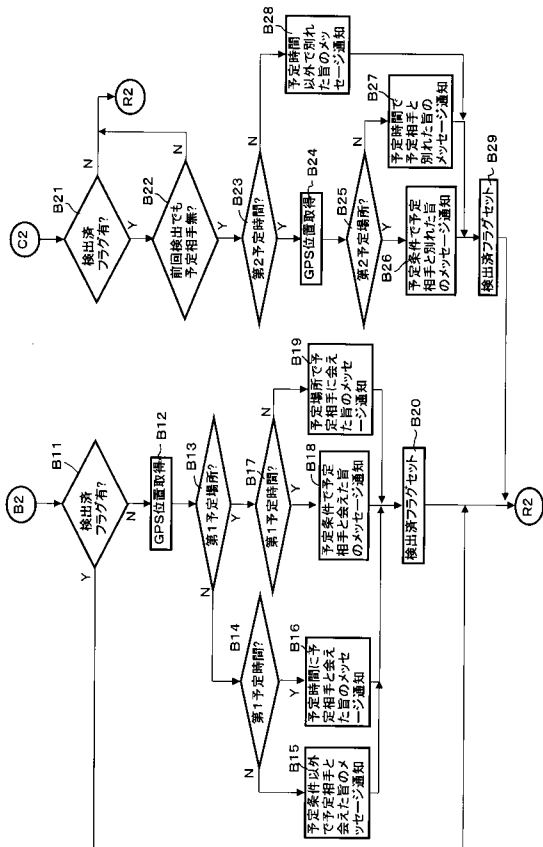 B2
B11
検出済
フラグ有?
Y
N
B12
GPS位置取得
B13
第1予定場所?
N
Y
B14
第1予定時間?
N
Y
B15
予定条件以外
で予定相手と
会えた旨のメ
ッセージ通知
B16
予定時間に予
定相手と会え
た旨のメッセ
ージ通知
B17
第1予定時間?
N
Y
B18
予定条件で予定
相手と会えた旨
のメッセージ通知
B19
予定場所で予
定相手に会え
た旨のメッセ
ージ通知
B20
検出済フラグセット
R2
C2
B21
検出済
フラグ有?
N
Y
R2
B22
前回検出でも
予定相手無?
N
Y
B23
第2予定時間?
N
Y
B24
GPS位置取得
B25
第2予定場所?
N
Y
B26
予定条件で予定
相手と別れた旨
のメッセージ通知
B27
予定時間で
予定相手と
別れた旨の
メッセージ通知
B28
予定時間
以外で別れ
た旨のメッ
セージ通知
B29
検出済フラグセット